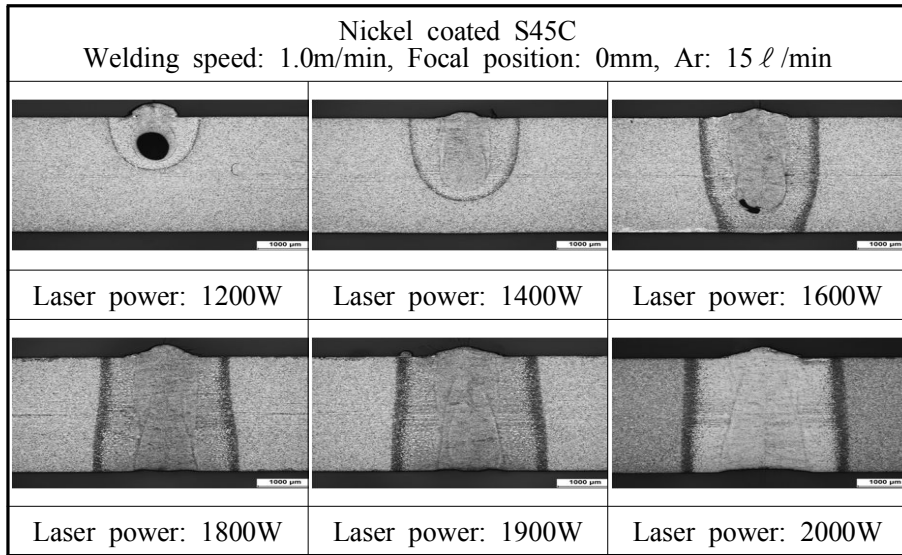 Nickel coated S45C
Welding speed: 1.0m/min, Focal position: 0mm, Ar: 15ℓ/min
1000 µm
1000 µm
1000 µm
Laser power: 1200W
Laser power: 1400W
Laser power: 1600W
1000 µm
1000 µm
1000 µm
Laser power: 1800W
Laser power: 1900W
Laser power: 2000W